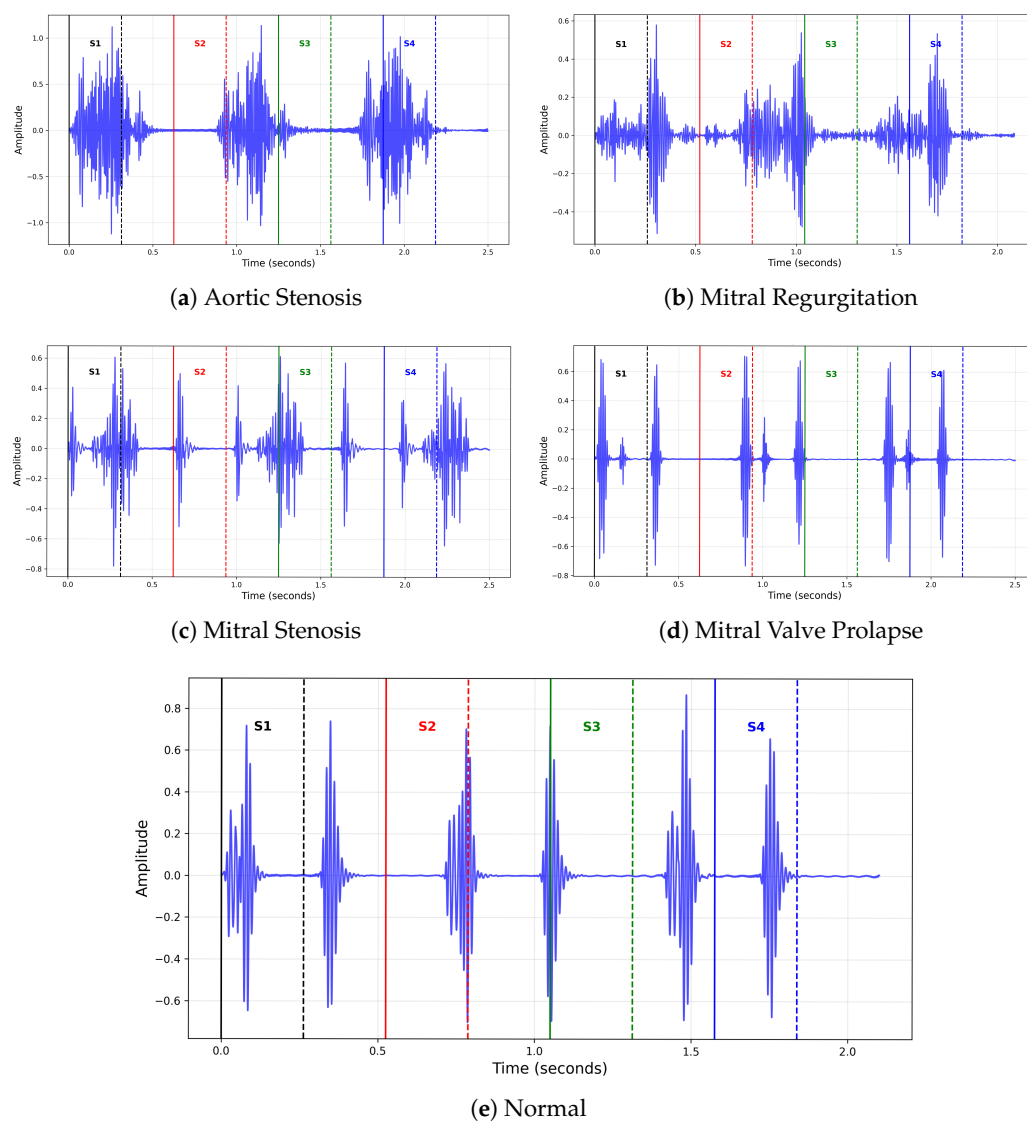 S1 S2 S3 S4
Amplitude
1.0
0.5
0.0
−0.5
−1.0
0.0 0.5 1.0 1.5 2.0 2.5
Time (seconds)
(a) Aortic Stenosis
S1 S2 S3 S4
Amplitude
0.6
0.4
0.2
0.0
−0.2
−0.4
0.0 0.5 1.0 1.5 2.0
Time (seconds)
(b) Mitral Regurgitation
S1 S2 S3 S4
Amplitude
0.6
0.4
0.2
0.0
−0.2
−0.4
−0.6
−0.8
0.0 0.5 1.0 1.5 2.0 2.5
Time (seconds)
(c) Mitral Stenosis
S1 S2 S3 S4
Amplitude
0.8
0.6
0.4
0.2
0.0
−0.2
−0.4
−0.6
−0.8
0.0 0.5 1.0 1.5 2.0 2.5
Time (seconds)
(d) Mitral Valve Prolapse
S1 S2 S3 S4
Amplitude
0.8
0.6
0.4
0.2
0.0
−0.2
−0.4
−0.6
0.0 0.5 1.0 1.5 2.0
Time (seconds)
(e) Normal